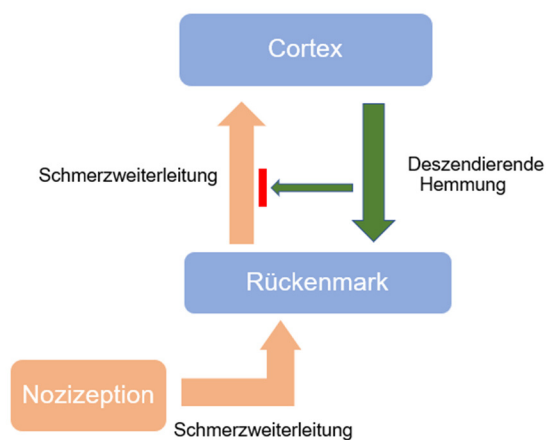 Cortex
Schmerzweiterleitung
Deszendierende
Hemmung
Rückenmark
Nozizeption
Schmerzweiterleitung